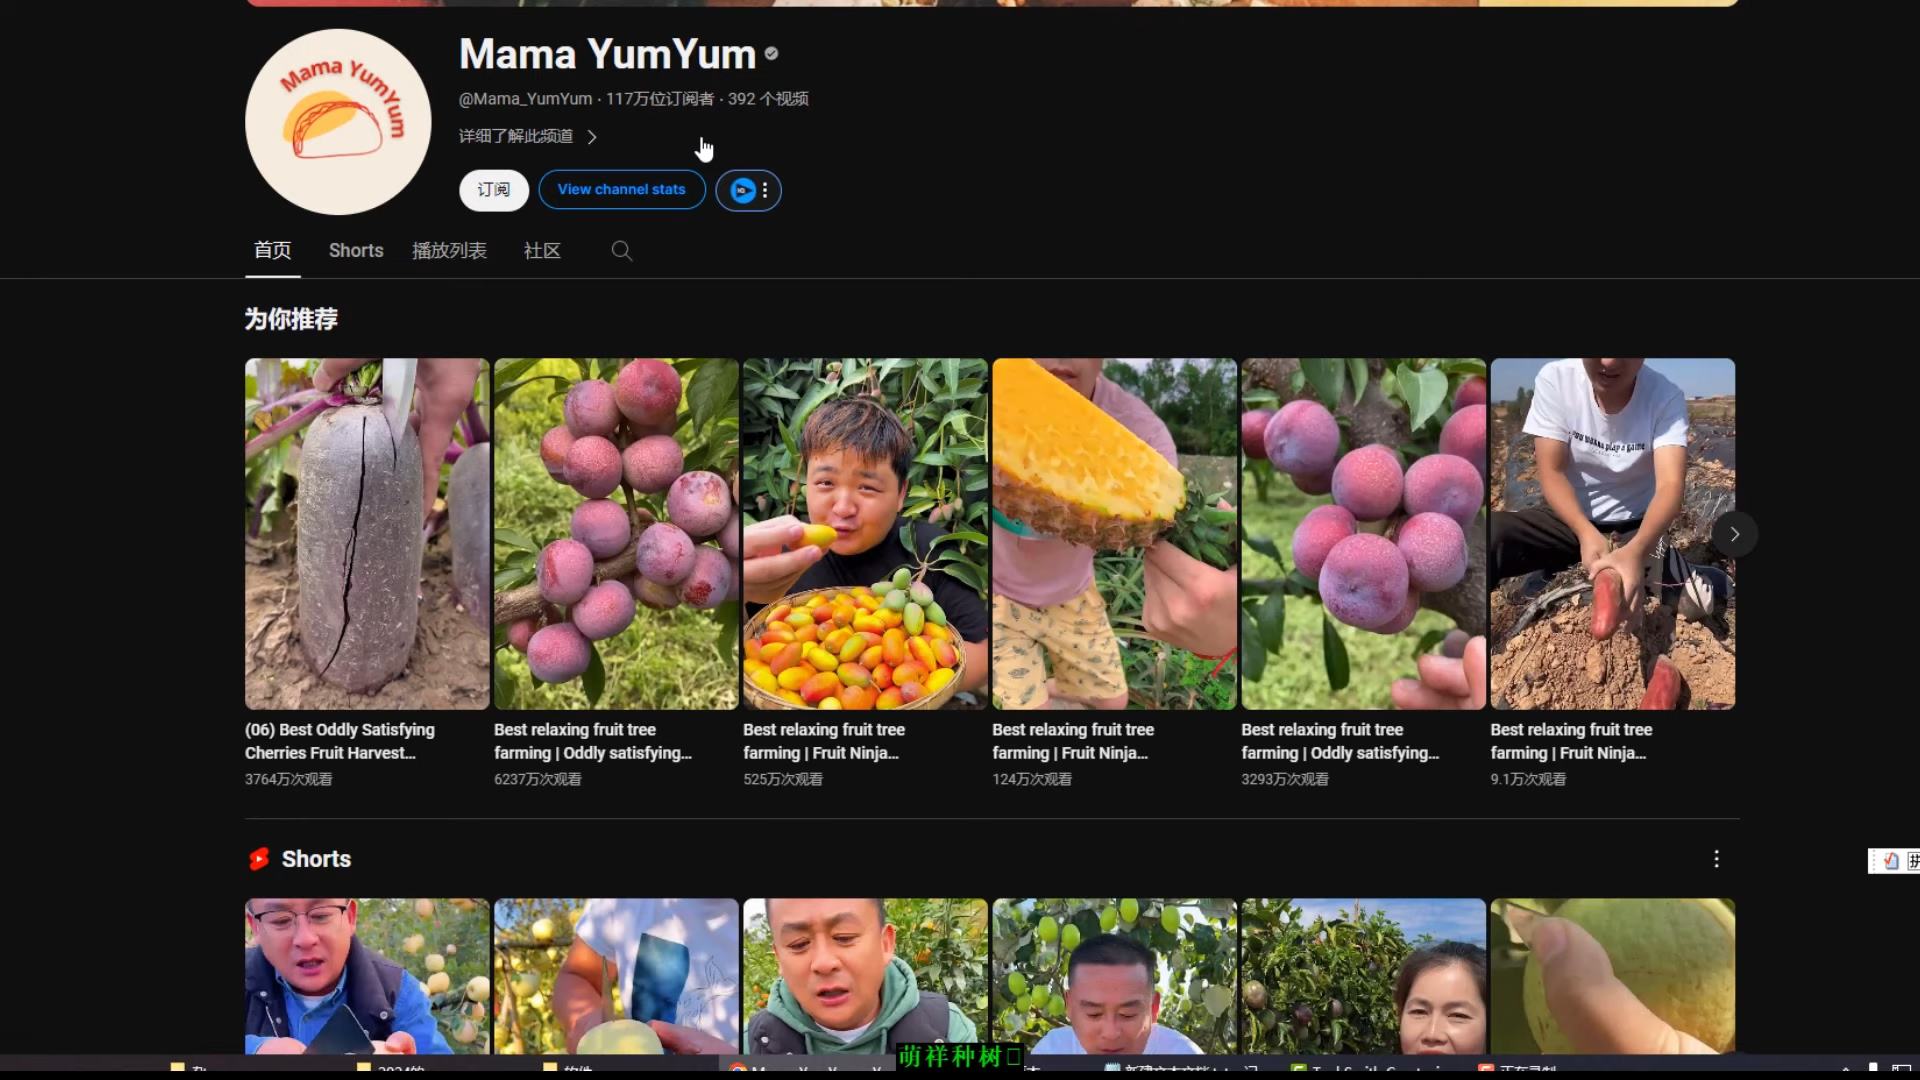 Mama YumYum
Mama YumYum
@Mama_YumYum · 117万位订阅者 · 392 个视频
详细了解此频道
订阅
View channel stats
首页
Shorts
播放列表
社区
为你推荐
(06) Best Oddly Satisfying
Cherries Fruit Harvest...
3764万次观看
Best relaxing fruit tree
farming | Oddly satisfying...
6237万次观看
Best relaxing fruit tree
farming | Fruit Ninja...
525万次观看
Best relaxing fruit tree
farming | Fruit Ninja...
124万次观看
Best relaxing fruit tree
farming | Oddly satisfying...
3293万次观看
Best relaxing fruit tree
farming | Fruit Ninja...
9.1万次观看
Shorts
拼
萌祥种树